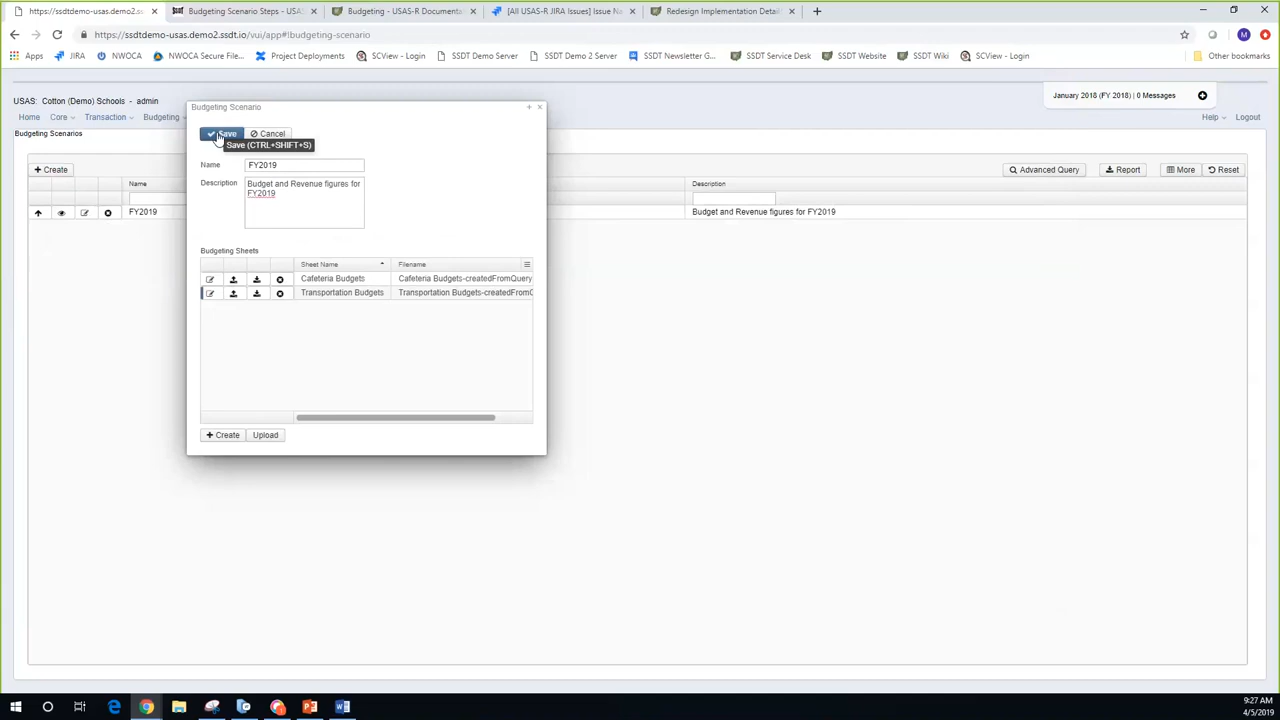 https://ssdtdemo-usas.demo2.ssdt.io
Budgeting Scenario Steps - USAS
Budgeting - USAS-R Documenta
[All USAS-R JIRA Issues] Issue Na
Redesign Implementation Detail
https://ssdtdemo-usas.demo2.ssdt.io/vui/app#!budgeting-scenario
M
Apps
JIRA
NWOCA
NWOCA Secure File...
Project Deployments
SCView - Login
SSDT Demo Server
SSDT Demo 2 Server
SSDT Newsletter G...
SSDT Service Desk
SSDT Website
SSDT Wiki
SCView - Login
Other bookmarks
USAS: Cotton (Demo) Schools - admin
January 2018 (FY 2018) | 0 Messages
Home
Core
Transaction
Budgeting
Help
Logout
Budgeting Scenarios
Create
Advanced Query
Report
More
Reset
Name
Description
FY2019
Budget and Revenue figures for FY2019
Budgeting Scenario
Save
Cancel
Save (CTRL+SHIFT+S)
Name
FY2019
Description
Budget and Revenue figures for
FY2019
Budgeting Sheets
Sheet Name
Filename
Cafeteria Budgets
Cafeteria Budgets-createdFromQuery
Transportation Budgets
Transportation Budgets-createdFromQ
Create
Upload
9:27 AM
4/5/2019